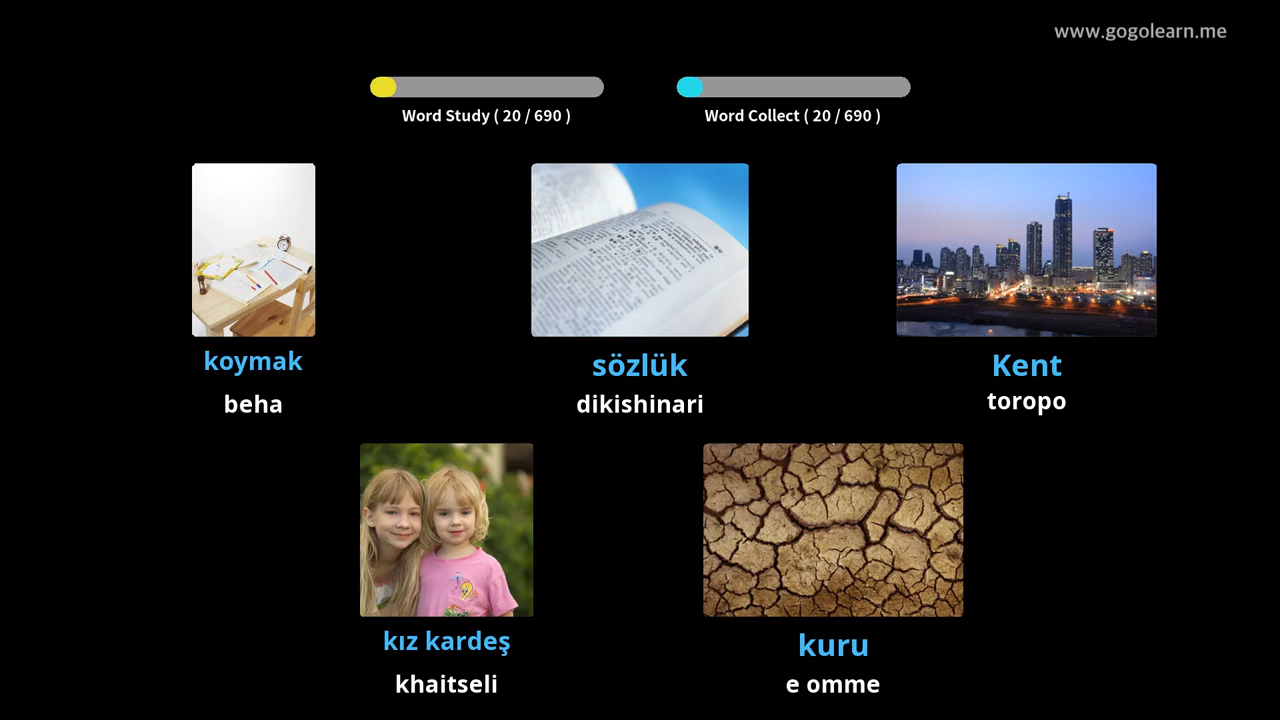 www.gogolearn.me
Word Study ( 20 / 690 )
Word Collect ( 20 / 690 )
koymak
beha
sözlük
dikishinari
Kent
toropo
kız kardeş
khaitseli
kuru
e omme